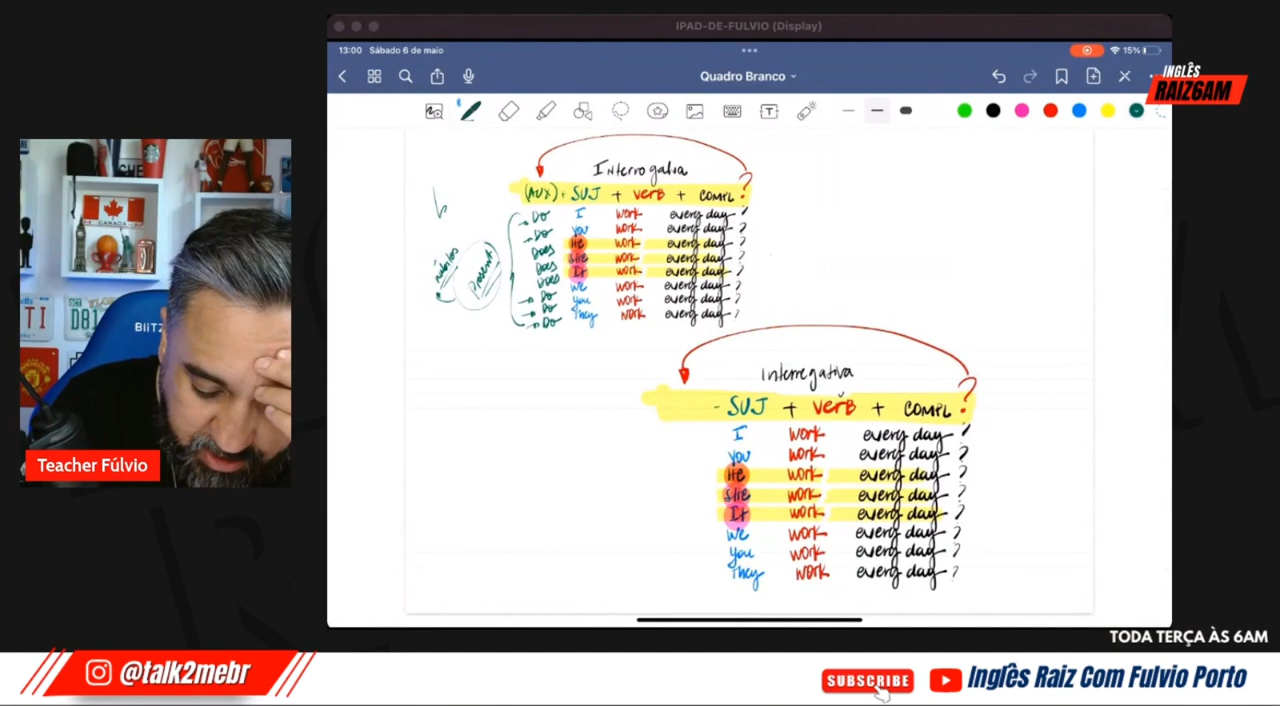 IPAD-DE-FULVIO (Display)
13:00 Sábado 6 de maio
15%
Quadro Branco
INGLÊS
RAIZ6AM
Interrogativa
(AUX) + SUJ + VERB + COMPL ?
Do I work every day ?
Do you work every day ?
Does He work every day ?
Does She work every day ?
Does It work every day ?
Do we work every day ?
Do you work every day ?
Do they work every day ?
Present
Interregativa
- SUJ + VERB + COMPL ?
I work every day ?
you work every day ?
He work every day ?
She work every day ?
It work every day ?
we work every day ?
you work every day ?
they work every day ?
CANADA
BLiTZ
Teacher Fúlvio
TODA TERÇA ÀS 6AM
@talk2mebr
SUBSCRIBE
Inglês Raiz Com Fulvio Porto